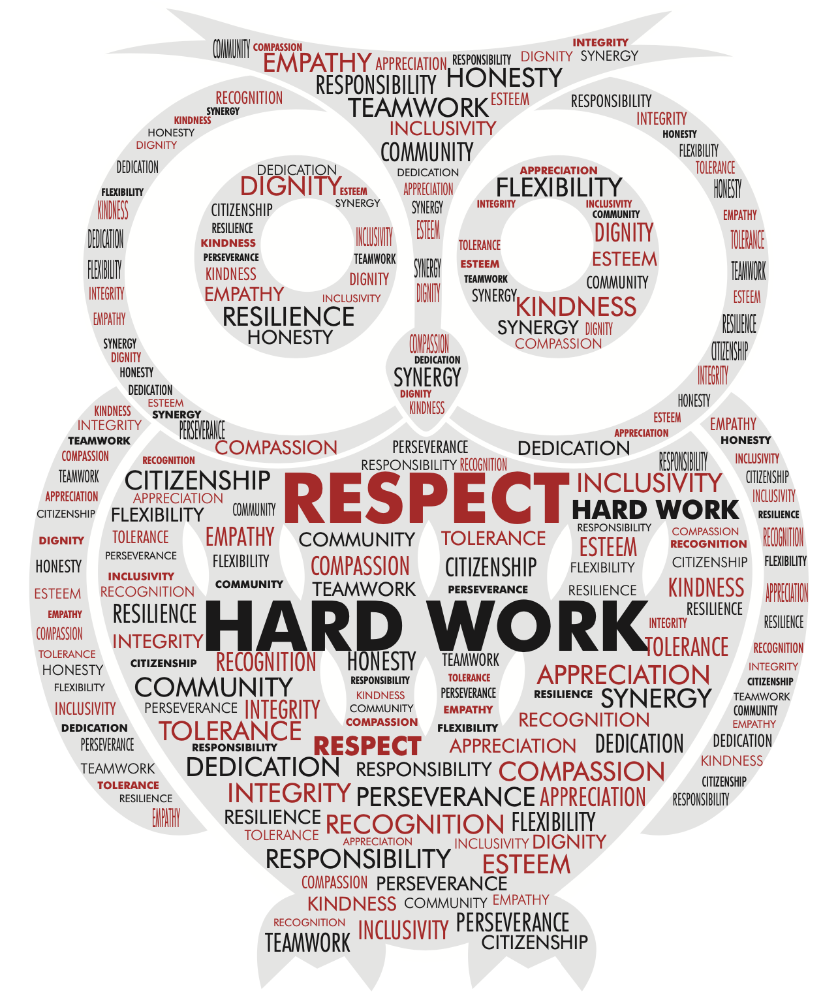 COMMUNITY COMPASSION INTEGRITY
EMPATHY APPRECIATION RESPONSIBILITY DIGNITY SYNERGY
RESPONSIBILITY HONESTY
RECOGNITION TEAMWORK ESTEEM RESPONSIBILITY
SYNERGY
KINDNESS INCLUSIVITY INTEGRITY
HONESTY HONESTY
DIGNITY COMMUNITY FLEXIBILITY
DEDICATION DEDICATION DEDICATION APPRECIATION TOLERANCE
DIGNITY ESTEEM APPRECIATION FLEXIBILITY HONESTY
FLEXIBILITY SYNERGY INTEGRITY INCLUSIVITY
KINDNESS CITIZENSHIP SYNERGY COMMUNITY EMPATHY
RESILIENCE INCLUSIVITY ESTEEM DIGNITY
DEDICATION KINDNESS TOLERANCE TOLERANCE
PERSEVERANCE TEAMWORK ESTEEM ESTEEM
FLEXIBILITY KINDNESS DIGNITY SYNERGY TEAMWORK COMMUNITY TEAMWORK
INTEGRITY EMPATHY INCLUSIVITY DIGNITY SYNERGY KINDNESS ESTEEM
EMPATHY RESILIENCE SYNERGY DIGNITY RESILIENCE
HONESTY COMPASSION COMPASSION
SYNERGY CITIZENSHIP
DIGNITY DEDICATION
HONESTY SYNERGY INTEGRITY
DEDICATION DIGNITY
ESTEEM KINDNESS HONESTY
KINDNESS SYNERGY ESTEEM
INTEGRITY PERSEVERANCE APPRECIATION EMPATHY
TEAMWORK COMPASSION PERSEVERANCE DEDICATION HONESTY
COMPASSION RECOGNITION RESPONSIBILITY RECOGNITION RESPONSIBILITY INCLUSIVITY
TEAMWORK CITIZENSHIP RESPECT INCLUSIVITY CITIZENSHIP
APPRECIATION APPRECIATION INCLUSIVITY
CITIZENSHIP FLEXIBILITY COMMUNITY HARD WORK RESILIENCE
DIGNITY TOLERANCE EMPATHY COMMUNITY TOLERANCE RESPONSIBILITY COMPASSION RECOGNITION
PERSEVERANCE ESTEEM RECOGNITION
HONESTY FLEXIBILITY COMPASSION CITIZENSHIP FLEXIBILITY CITIZENSHIP FLEXIBILITY
INCLUSIVITY COMMUNITY
ESTEEM RECOGNITION TEAMWORK PERSEVERANCE RESILIENCE KINDNESS APPRECIATION
EMPATHY RESILIENCE HARD WORK RESILIENCE
COMPASSION INTEGRITY INTEGRITY RESILIENCE
TOLERANCE TOLERANCE RECOGNITION
HONESTY CITIZENSHIP RECOGNITION HONESTY TEAMWORK INTEGRITY
FLEXIBILITY COMMUNITY RESPONSIBILITY TOLERANCE APPRECIATION CITIZENSHIP
KINDNESS PERSEVERANCE RESILIENCE SYNERGY TEAMWORK
INCLUSIVITY PERSEVERANCE INTEGRITY COMMUNITY EMPATHY COMMUNITY
DEDICATION TOLERANCE COMPASSION FLEXIBILITY RECOGNITION EMPATHY
PERSEVERANCE RESPONSIBILITY RESPECT APPRECIATION DEDICATION DEDICATION
TEAMWORK DEDICATION RESPONSIBILITY COMPASSION KINDNESS
TOLERANCE CITIZENSHIP
RESILIENCE INTEGRITY PERSEVERANCE APPRECIATION RESPONSIBILITY
EMPATHY RESILIENCE RECOGNITION FLEXIBILITY
TOLERANCE APPRECIATION INCLUSIVITY DIGNITY
RESPONSIBILITY ESTEEM
COMPASSION PERSEVERANCE
KINDNESS COMMUNITY EMPATHY
RECOGNITION INCLUSIVITY PERSEVERANCE
TEAMWORK CITIZENSHIP